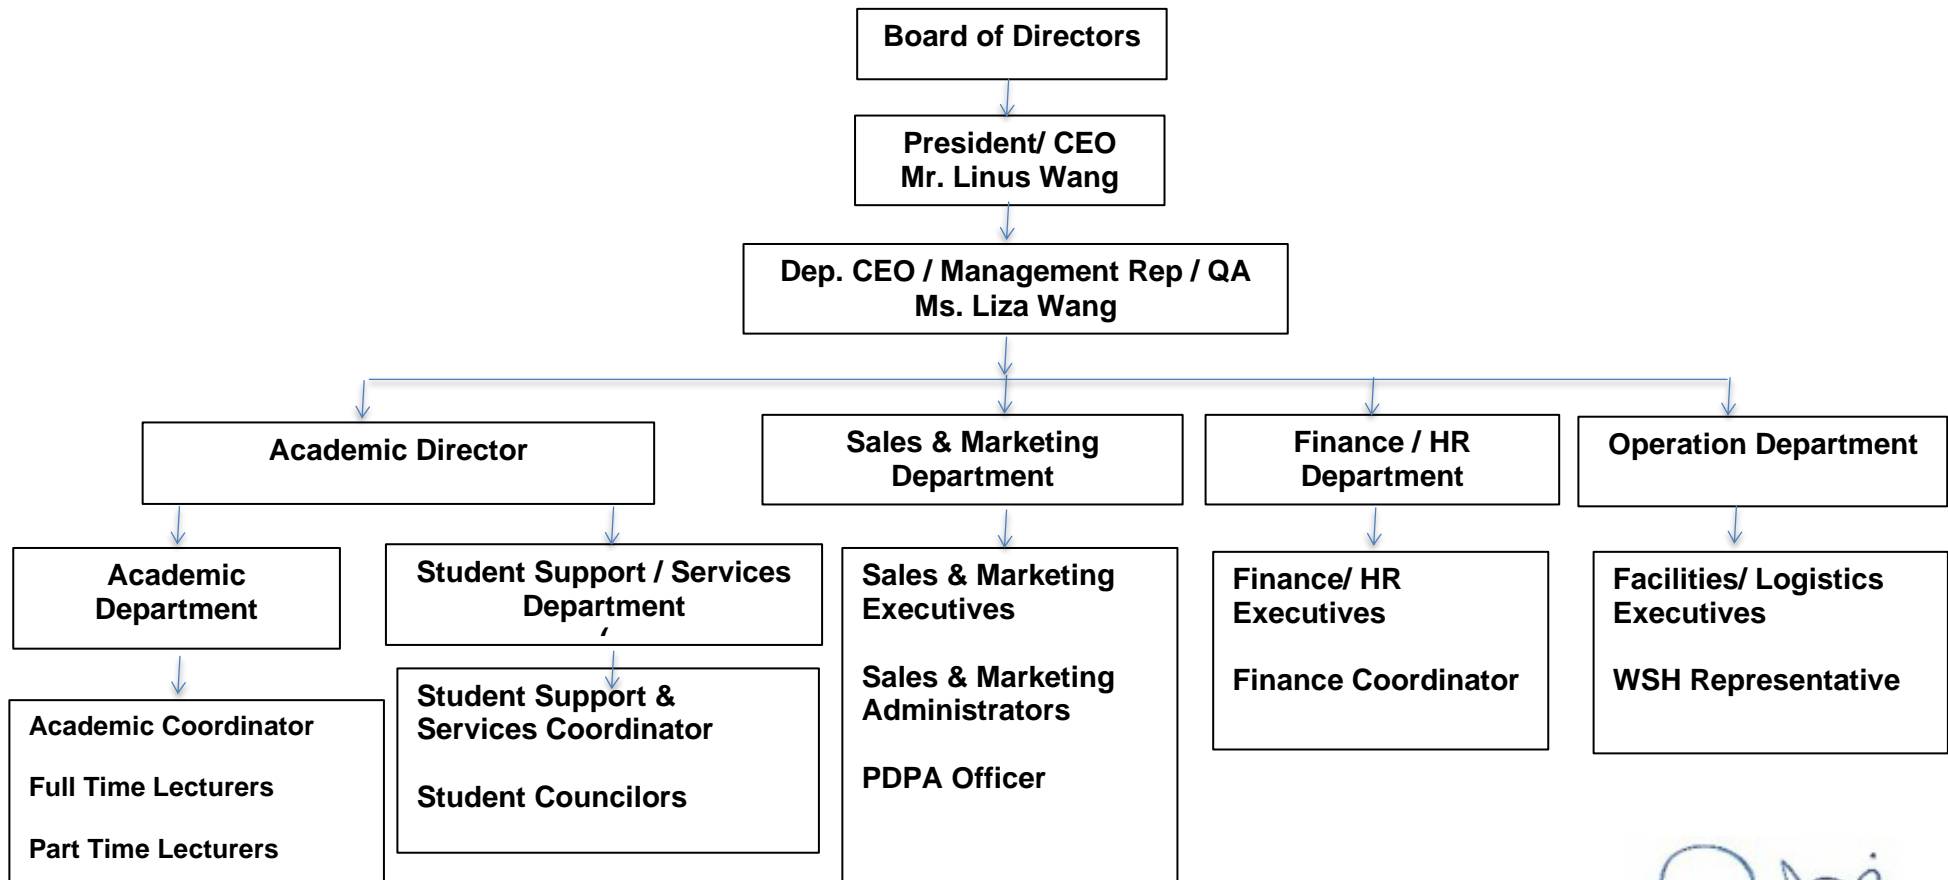 Board of Directors
President/ CEO
Mr. Linus Wang
Dep. CEO / Management Rep / QA
Ms. Liza Wang
Academic Director
Sales & Marketing
Department
Finance / HR
Department
Operation Department
Academic
Department
Student Support / Services
Department
Sales & Marketing
Executives
Sales & Marketing
Administrators
PDPA Officer
Finance/ HR
Executives
Finance Coordinator
Facilities/ Logistics
Executives
WSH Representative
Academic Coordinator
Full Time Lecturers
Part Time Lecturers
Student Support &
Services Coordinator
Student Councilors